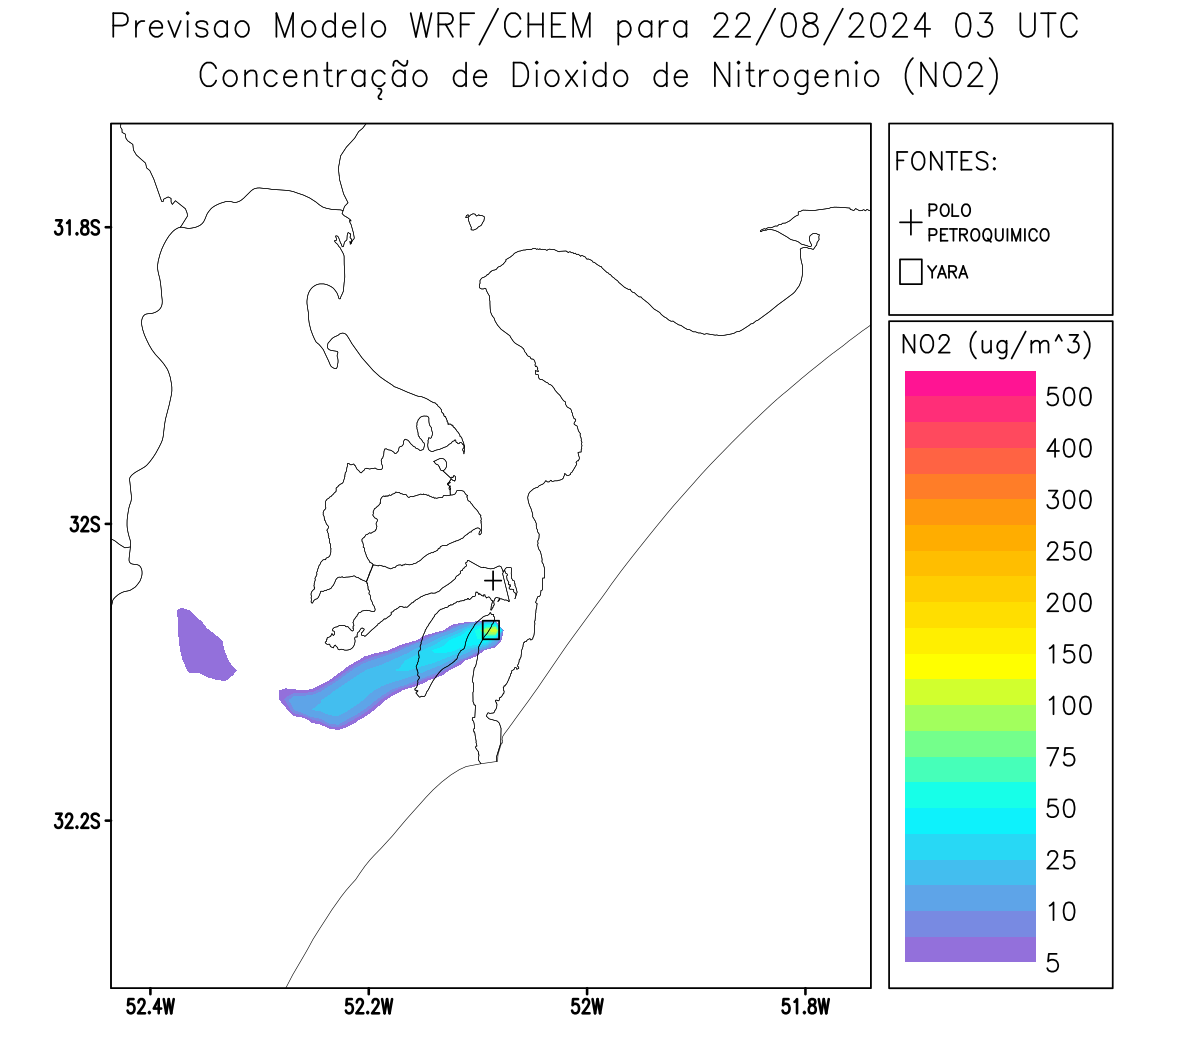 Previsao Modelo WRF/CHEM para 22/08/2024 03 UTC
Concentração de Dioxido de Nitrogenio (NO2)
FONTES:
POLO
PETROQUIMICO
YARA
NO2 (ug/m^3)
500
400
300
250
200
150
100
75
50
25
10
5
31.8S
32S
32.2S
52.4W
52.2W
52W
51.8W